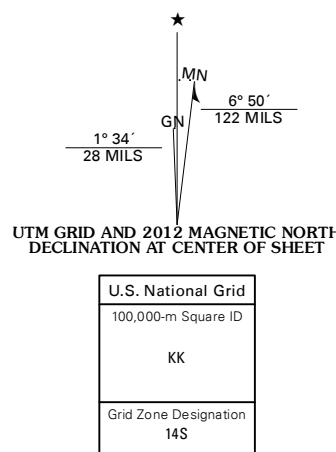 ★
MN
GN
6° 50´
122 MILS
1° 34´
28 MILS
UTM GRID AND 2012 MAGNETIC NORTH
DECLINATION AT CENTER OF SHEET
U.S. National Grid
100,000-m Square ID
KK
Grid Zone Designation
14S